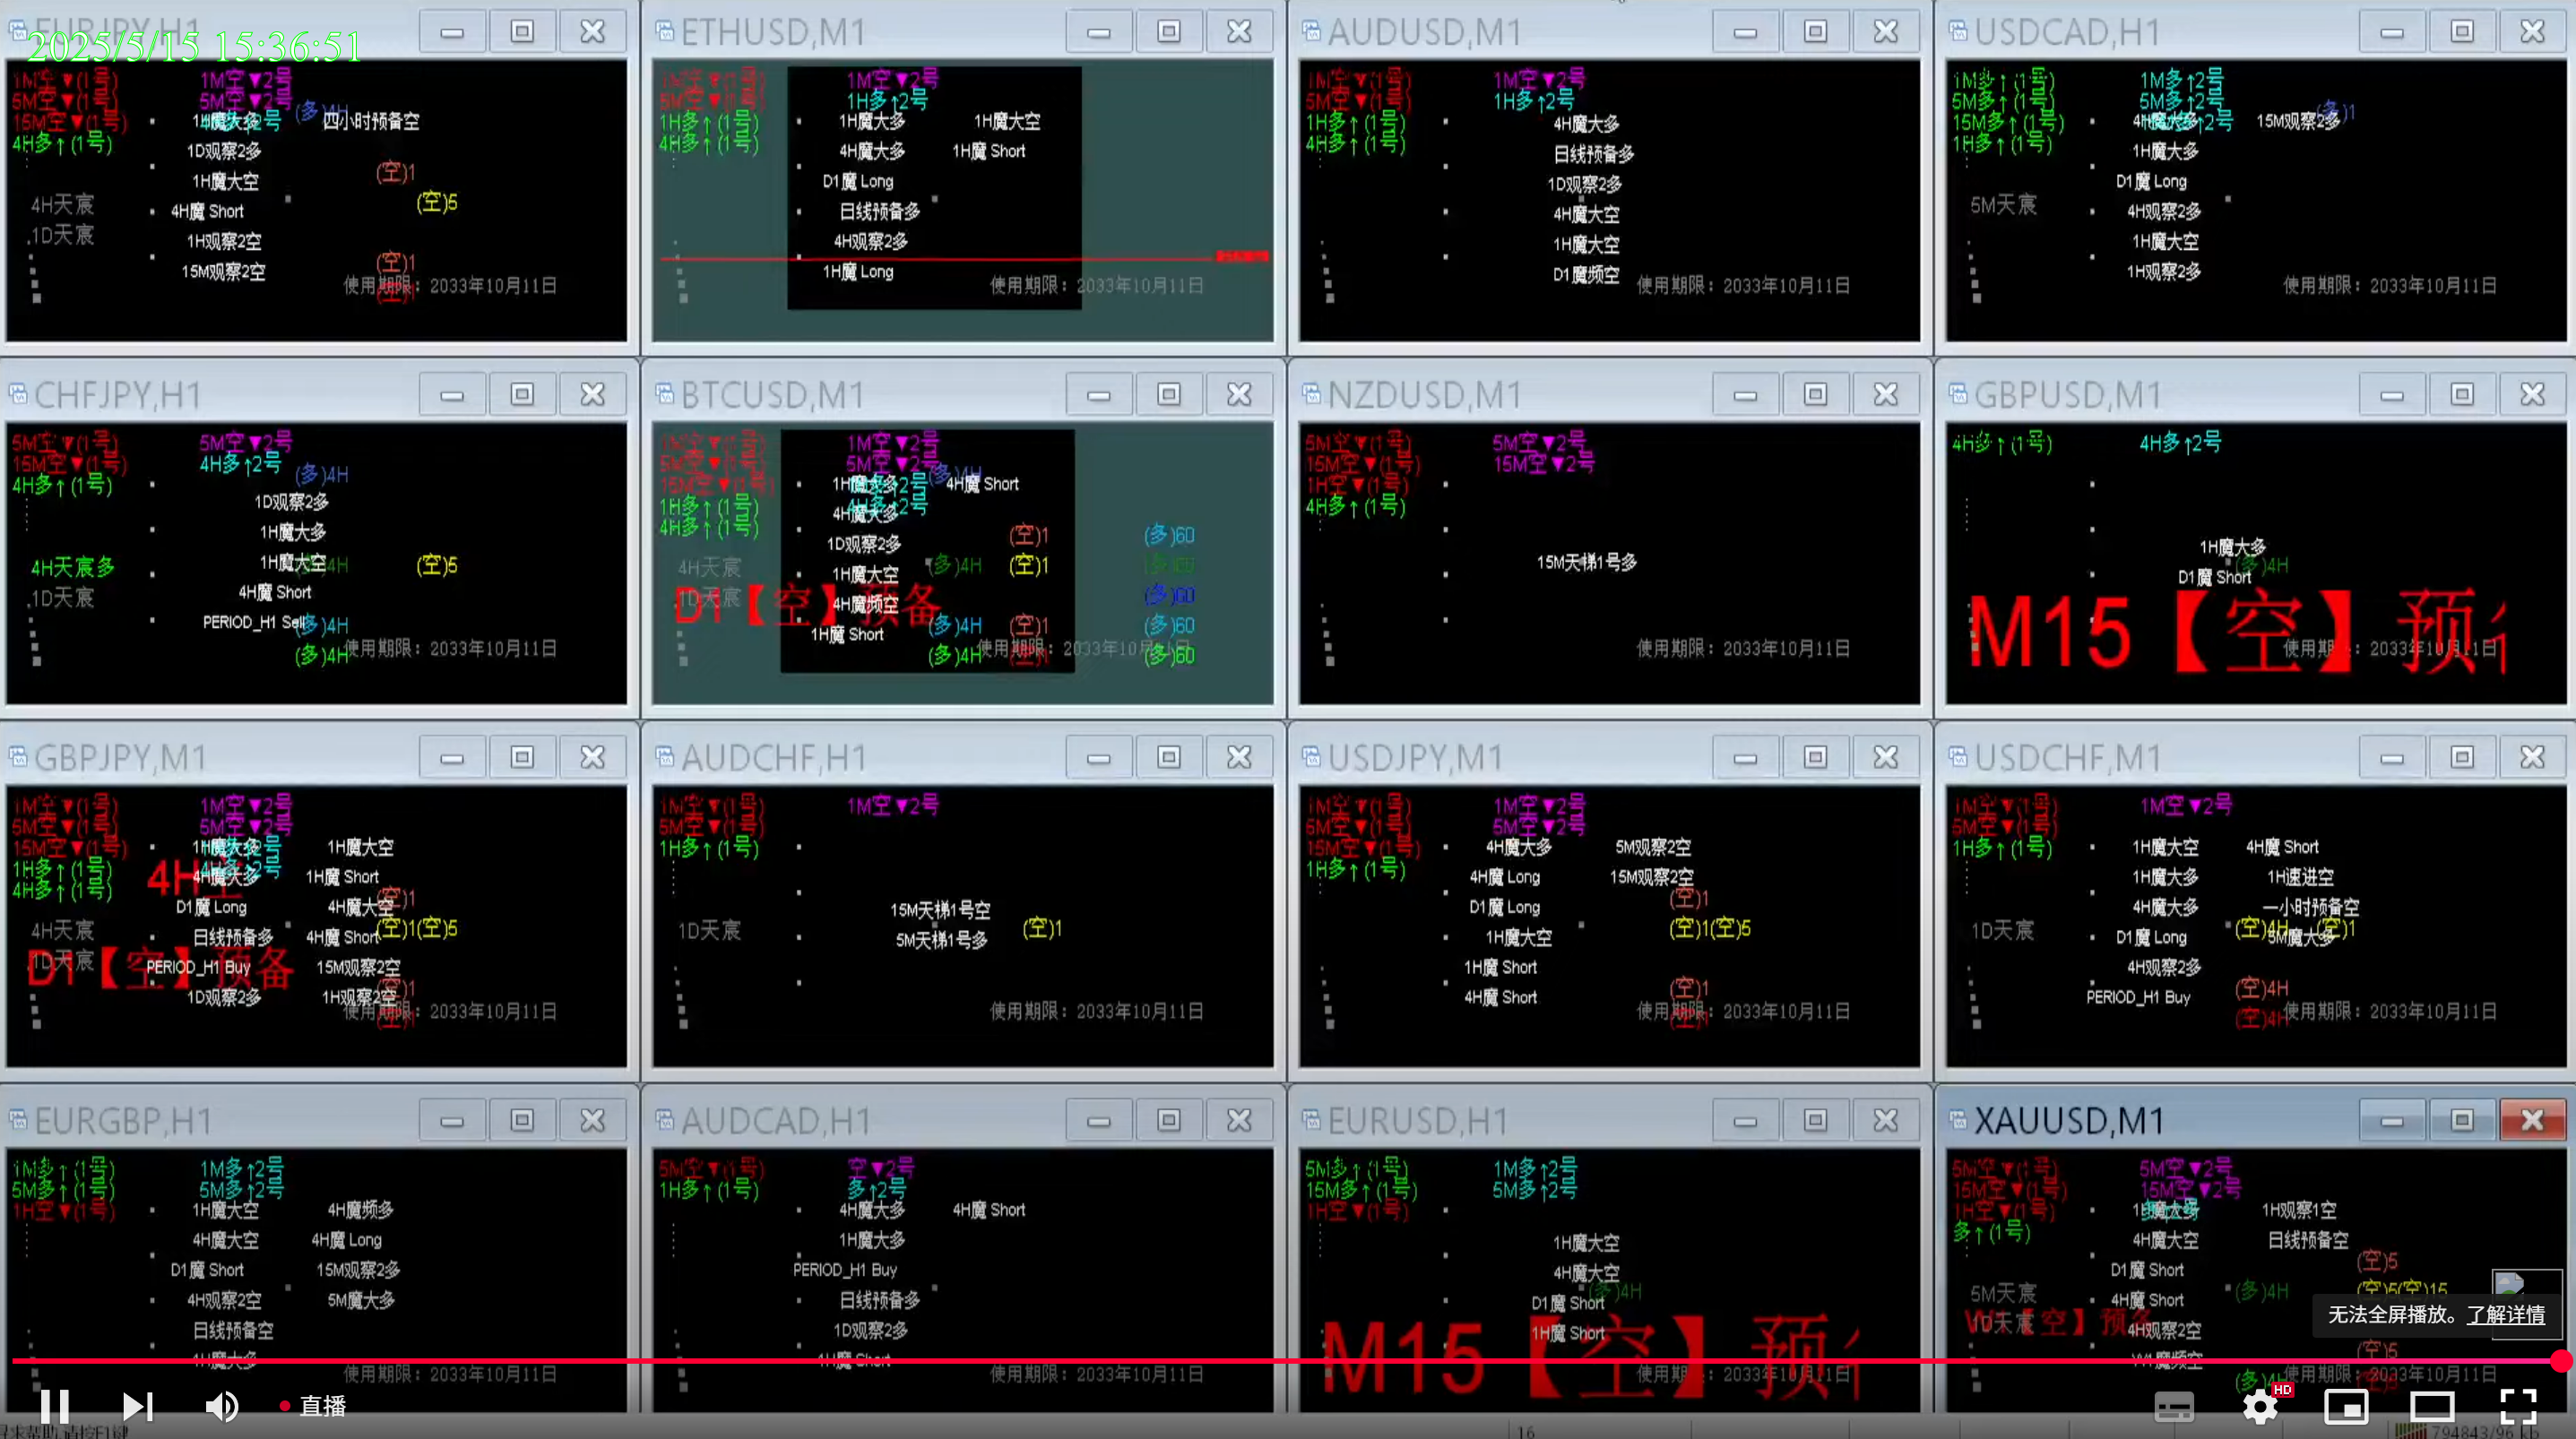 EURJPY,H1
2025/5/15 15:36:51
1M空▼(1号)
5M空▼(1号)
15M空▼(1号)
4H多↑(1号)
1M空▼2号
5M空▼2号
(多)4H
1H魔大多
四小时预备空
1D观察2多
1H魔大空
4H魔 Short
1H观察2空
15M观察2空
(空)1
(空)5
(空)1
4H天宸
1D天宸
使用期限：2033年10月11日
ETHUSD,M1
1M空▼(1号)
5M空▼(1号)
1H多↑(1号)
4H多↑(1号)
1M空▼2号
1H多↑2号
1H魔大多
1H魔大空
4H魔大多
1H魔 Short
D1魔 Long
日线预备多
4H观察2多
1H魔 Long
使用期限：2033年10月11日
AUDUSD,M1
1M空▼(1号)
5M空▼(1号)
1H多↑(1号)
4H多↑(1号)
1M空▼2号
1H多↑2号
4H魔大多
日线预备多
1D观察2多
4H魔大空
1H魔大空
D1魔频空
使用期限：2033年10月11日
USDCAD,H1
1M多↑(1号)
5M多↑(1号)
15M多↑(1号)
1H多↑(1号)
1M多↑2号
5M多↑2号
4H魔大多
15M观察2多
(多)1
1H魔大多
D1魔 Long
4H观察2多
1H魔大空
1H观察2多
5M天宸
使用期限：2033年10月11日
CHFJPY,H1
5M空▼(1号)
15M空▼(1号)
4H多↑(1号)
5M空▼2号
4H多↑2号
(多)4H
1D观察2多
1H魔大多
1H魔大空
4H魔 Short
PERIOD_H1 Sell
(空)5
4H天宸多
1D天宸
(多)4H
(多)4H
使用期限：2033年10月11日
BTCUSD,M1
1M空▼(1号)
5M空▼(1号)
15M空▼(1号)
1H多↑(1号)
4H多↑(1号)
1M空▼2号
5M空▼2号
(多)4H
1H魔大多
4H魔 Short
4H魔大多
1D观察2多
1H魔大空
4H魔频空
1H魔 Short
(空)1
(多)60
(多)4H
(空)1
(多)60
4H天宸
1D天宸
D1【空】预备
(多)4H
(空)1
(多)60
(多)4H
(多)60
使用期限：2033年10月11日
NZDUSD,M1
5M空▼(1号)
15M空▼(1号)
1H空▼(1号)
4H多↑(1号)
5M空▼2号
15M空▼2号
15M天梯1号多
使用期限：2033年10月11日
GBPUSD,M1
4H多↑(1号)
4H多↑2号
1H魔大多
(多)4H
D1魔 Short
M15【空】预
使用期限：2033年10月11日
GBPJPY,M1
1M空▼(1号)
5M空▼(1号)
15M空▼(1号)
1H多↑(1号)
4H多↑(1号)
1M空▼2号
5M空▼2号
1H魔大多
1H魔大空
4H魔大多
1H魔 Short
D1魔 Long
4H魔大空
日线预备多
4H魔 Short
PERIOD_H1 Buy
15M观察2空
1D观察2多
1H观察2空
(空)1
(空)1(空)5
(空)1
4H天宸
1D天宸
D1【空】预备
使用期限：2033年10月11日
AUDCHF,H1
1M空▼(1号)
5M空▼(1号)
1H多↑(1号)
1M空▼2号
15M天梯1号空
5M天梯1号多
(空)1
1D天宸
使用期限：2033年10月11日
USDJPY,M1
1M空▼(1号)
5M空▼(1号)
15M空▼(1号)
1H多↑(1号)
1M空▼2号
5M空▼2号
4H魔大多
5M观察2空
4H魔 Long
15M观察2空
D1魔 Long
1H魔大空
1H魔 Short
4H魔 Short
(空)1
(空)1(空)5
(空)1
使用期限：2033年10月11日
USDCHF,M1
1M空▼(1号)
5M空▼(1号)
1H多↑(1号)
1M空▼2号
1H魔大空
4H魔 Short
1H魔大多
1H速进空
4H魔大多
一小时预备空
D1魔 Long
5M魔大多
4H观察2多
PERIOD_H1 Buy
(空)4H
(空)1
1D天宸
(空)4H
(空)4H
使用期限：2033年10月11日
EURGBP,H1
1M多↑(1号)
5M多↑(1号)
1H空▼(1号)
1M多↑2号
5M多↑2号
1H魔大空
4H魔频多
4H魔大空
4H魔 Long
D1魔 Short
15M观察2多
4H观察2空
5M魔大多
日线预备空
1H魔大多
使用期限：2033年10月11日
AUDCAD,H1
5M空▼(1号)
1H多↑(1号)
空▼2号
多↑2号
4H魔大多
4H魔 Short
1H魔大多
PERIOD_H1 Buy
日线预备多
1D观察2多
1H魔 Short
使用期限：2033年10月11日
EURUSD,H1
5M多↑(1号)
15M多↑(1号)
1H空▼(1号)
1M多↑2号
5M多↑2号
1H魔大空
4H魔大空
(多)4H
D1魔 Short
1H魔 Short
M15【空】预
使用期限：2033年10月11日
XAUUSD,M1
5M空▼(1号)
15M空▼(1号)
1H空▼(1号)
多↑(1号)
5M空▼2号
15M空▼2号
1H魔大多
1H观察1空
4H魔大空
日线预备空
D1魔 Short
4H魔 Short
4H观察2空
W1魔频空
(空)5
(多)4H
(空)5(空)15
5M天宸
1D天宸
(空)5
使用期限：2033年10月11日
无法全屏播放。了解详情
直播
HD
16
794843/96 kb